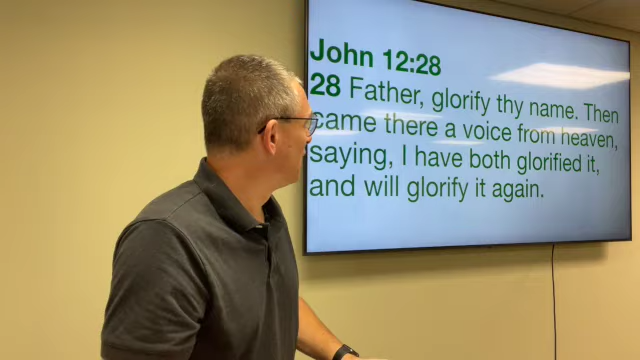 John 12:28
28 Father, glorify thy name. Then
came there a voice from heaven,
saying, I have both glorified it,
and will glorify it again.